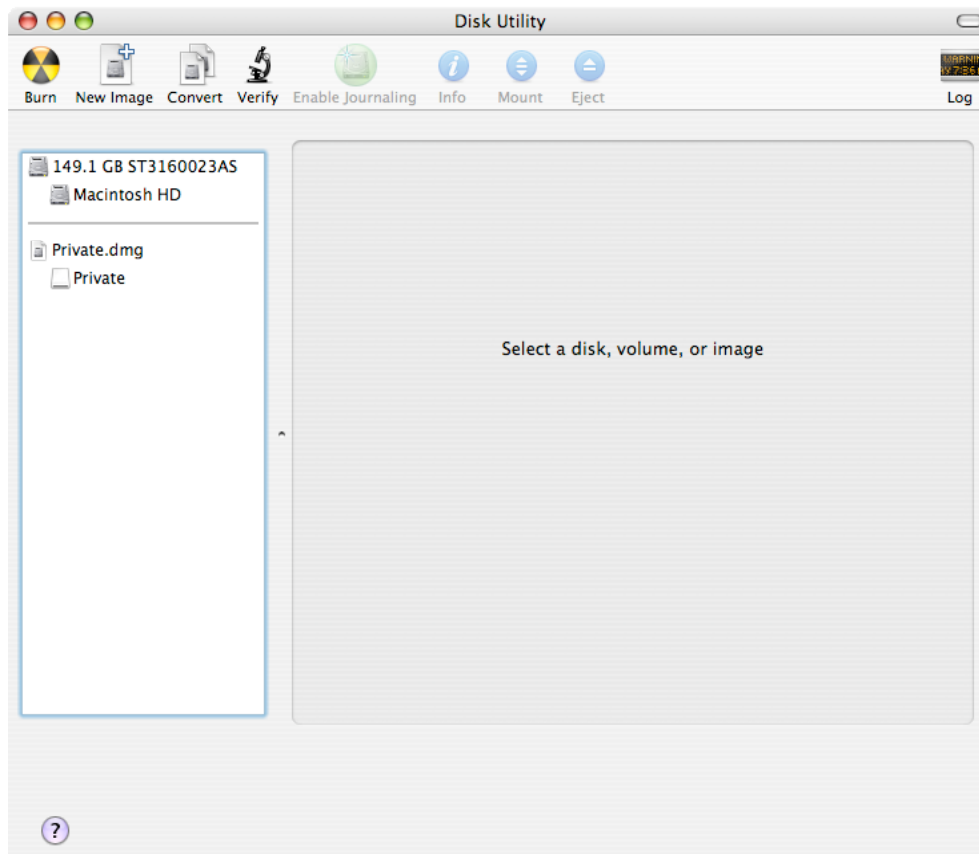 Disk Utility
Burn New Image Convert Verify Enable Journaling Info Mount Eject Log
149.1 GB ST3160023AS
Macintosh HD
Private.dmg
Private
Select a disk, volume, or image
?